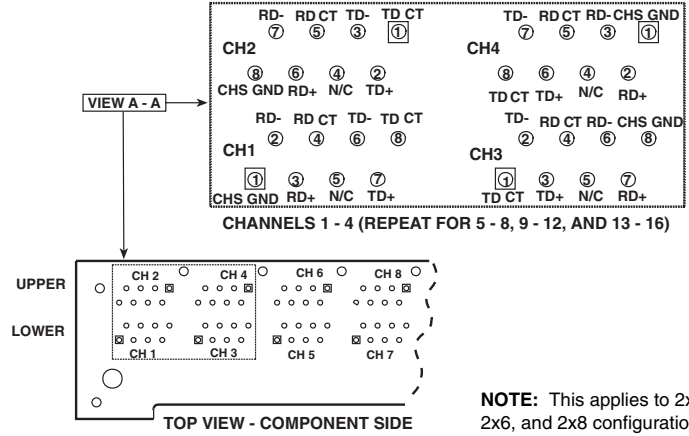 RD- RD CT TD- TD CT TD- RD CT RD- CHS GND
7 5 3 1 7 5 3 1
CH2 CH4
8 6 4 2 8 6 4 2
CHS GND RD+ N/C TD+ TD CT TD+ N/C RD+
VIEW A - A
RD- RD CT TD- TD CT TD- RD CT RD- CHS GND
2 4 6 8 2 4 6 8
CH1 CH3
1 3 5 7 1 3 5 7
CHS GND RD+ N/C TD+ TD CT TD+ N/C RD+
CHANNELS 1 - 4 (REPEAT FOR 5 - 8, 9 - 12, AND 13 - 16)
UPPER CH 2 CH 4 CH 6 CH 8
LOWER
CH 1 CH 3 CH 5 CH 7
TOP VIEW - COMPONENT SIDE
NOTE: This applies to 2x
2x6, and 2x8 configuratio